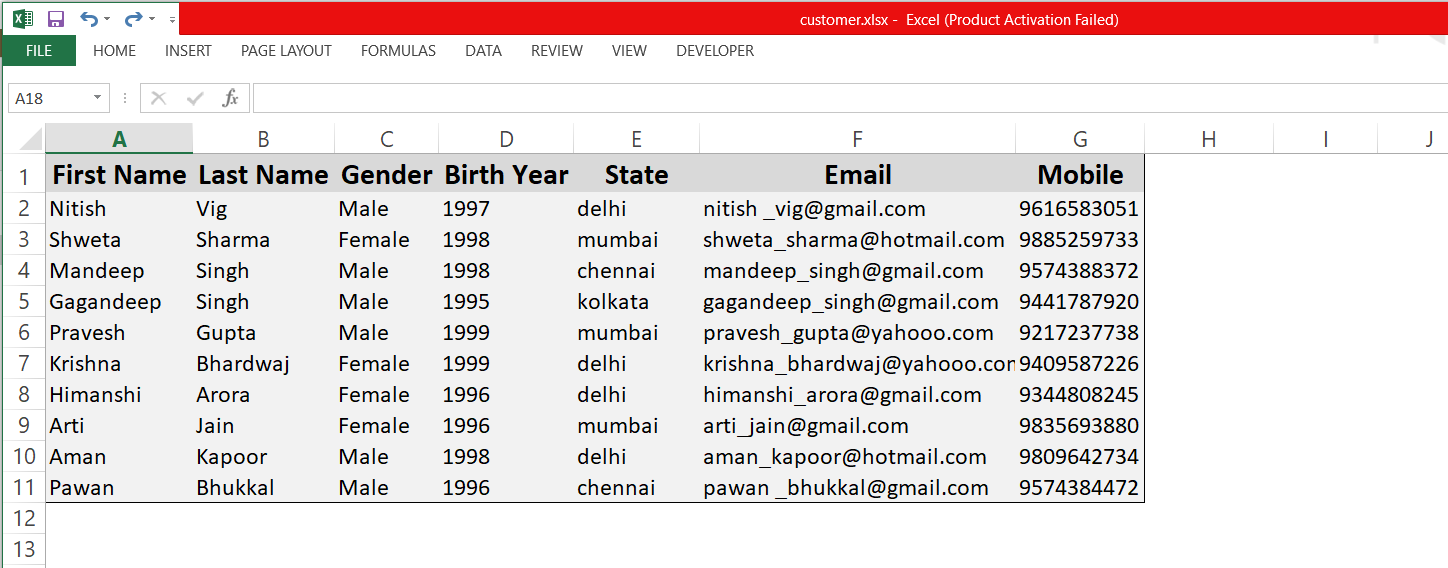 customer.xlsx - Excel (Product Activation Failed)
FILE HOME INSERT PAGE LAYOUT FORMULAS DATA REVIEW VIEW DEVELOPER
A18 fx
A B C D E F G H I J
1 First Name Last Name Gender Birth Year State Email Mobile
2 Nitish Vig Male 1997 delhi nitish _vig@gmail.com 9616583051
3 Shweta Sharma Female 1998 mumbai shweta_sharma@hotmail.com 9885259733
4 Mandeep Singh Male 1998 chennai mandeep_singh@gmail.com 9574388372
5 Gagandeep Singh Male 1995 kolkata gagandeep_singh@gmail.com 9441787920
6 Pravesh Gupta Male 1999 mumbai pravesh_gupta@yahooo.com 9217237738
7 Krishna Bhardwaj Female 1999 delhi krishna_bhardwaj@yahooo.com 9409587226
8 Himanshi Arora Female 1996 delhi himanshi_arora@gmail.com 9344808245
9 Arti Jain Female 1996 mumbai arti_jain@gmail.com 9835693880
10 Aman Kapoor Male 1998 delhi aman_kapoor@hotmail.com 9809642734
11 Pawan Bhukkal Male 1996 chennai pawan _bhukkal@gmail.com 9574384472
12
13